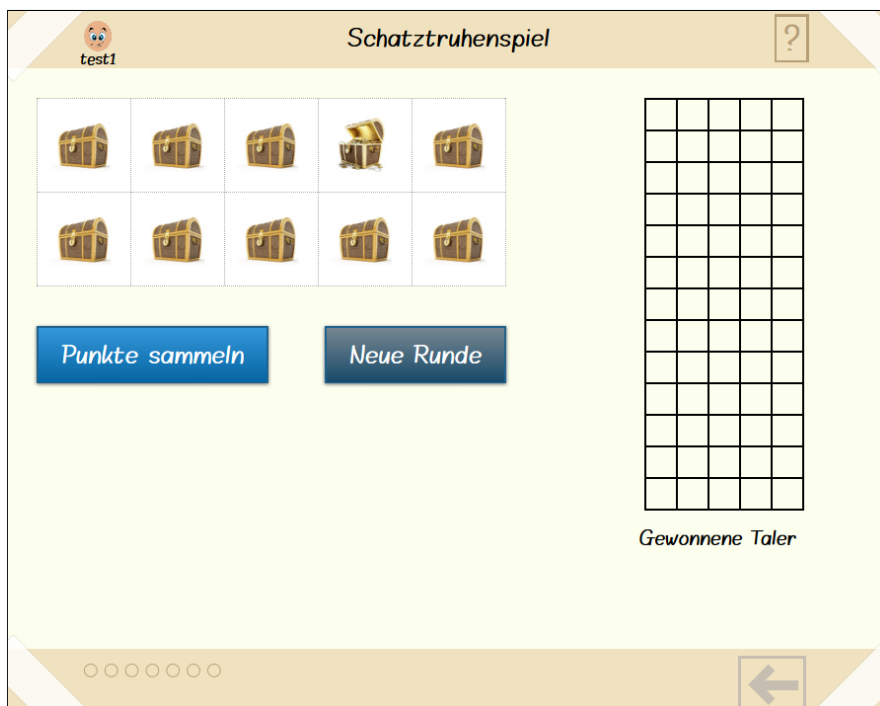 Schatztruhenspiel
?
test1
Punkte sammeln
Neue Runde
Gewonnene Taler